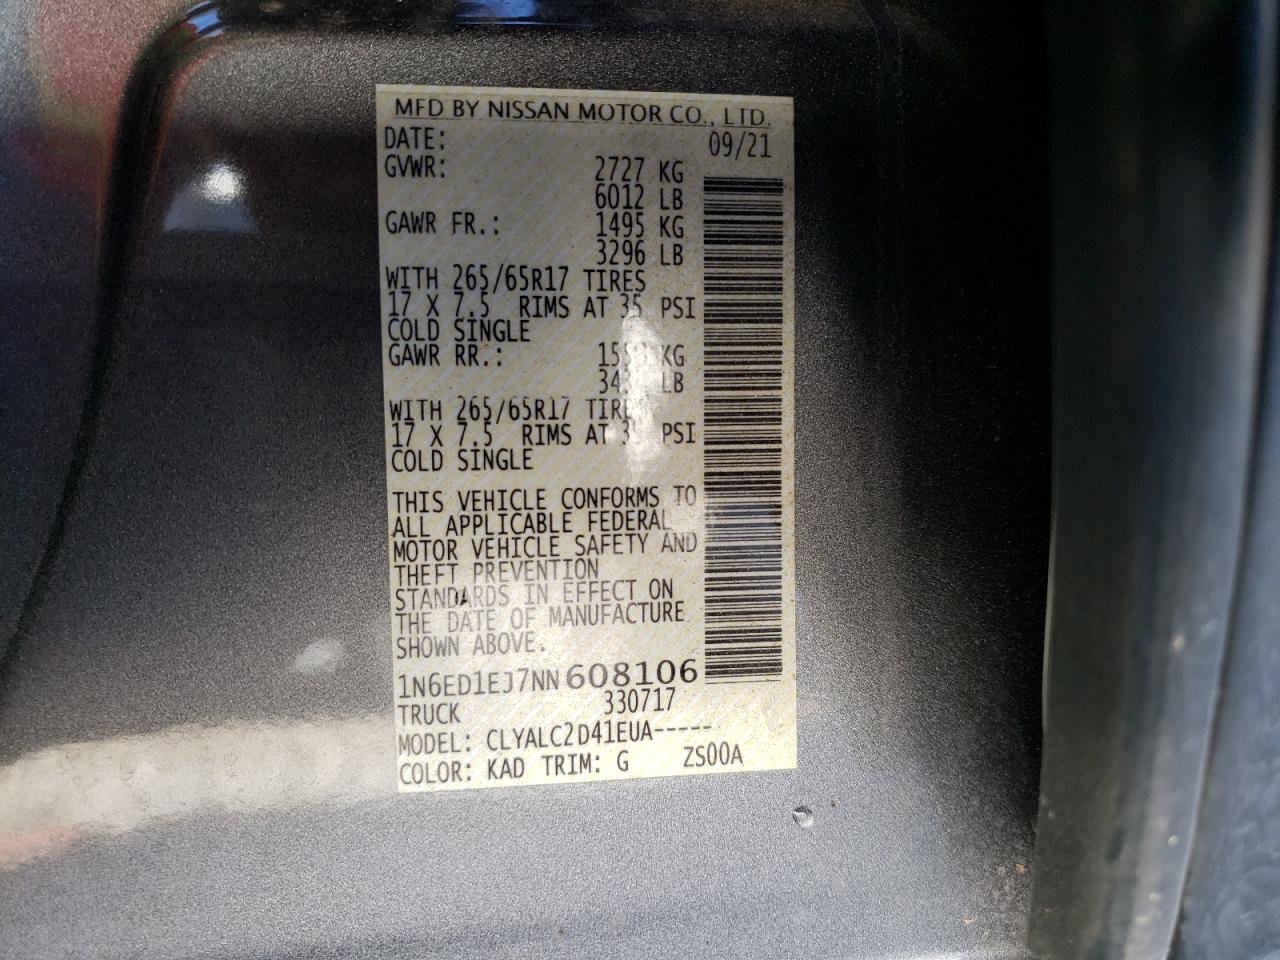 MFD BY NISSAN MOTOR CO., LTD.
DATE: 09/21
GVWR: 2727 KG
6012 LB
GAWR FR.: 1495 KG
3296 LB
WITH 265/65R17 TIRES
17 X 7.5 RIMS AT 35 PSI
COLD SINGLE
GAWR RR.: KG
LB
WITH 265/65R17 TIRES
17 X 7.5 RIMS AT PSI
COLD SINGLE
THIS VEHICLE CONFORMS TO
ALL APPLICABLE FEDERAL
MOTOR VEHICLE SAFETY AND
THEFT PREVENTION
STANDARDS IN EFFECT ON
THE DATE OF MANUFACTURE
SHOWN ABOVE.
1N6ED1EJ7NN608106
TRUCK 330717
MODEL: CLYALC2D41EUA-----
COLOR: KAD TRIM: G ZS00A